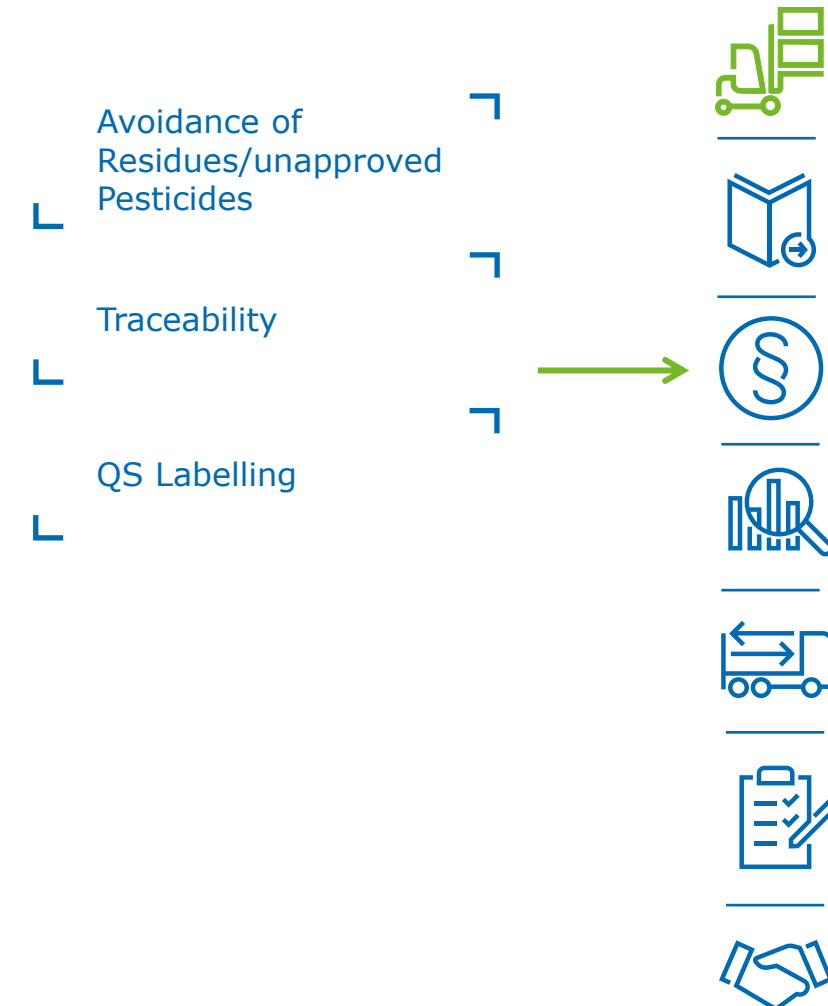 Avoidance of
Residues/unapproved
Pesticides
Traceability
§
QS Labelling